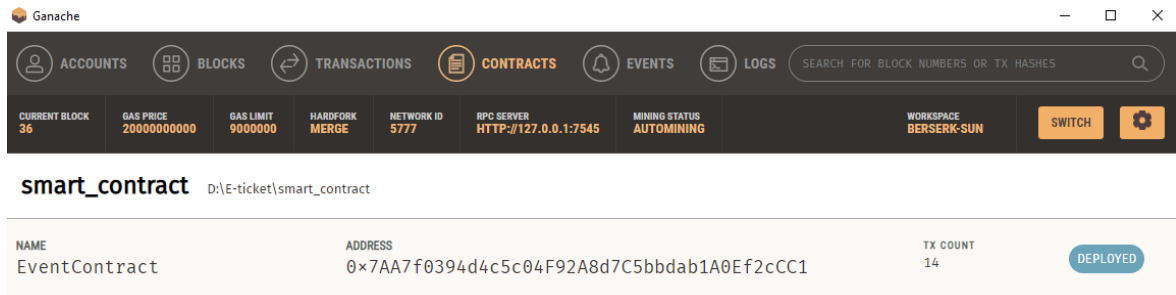 Ganache
ACCOUNTS BLOCKS TRANSACTIONS CONTRACTS EVENTS LOGS SEARCH FOR BLOCK NUMBERS OR TX HASHES
CURRENT BLOCK GAS PRICE GAS LIMIT HARDFORK NETWORK ID RPC SERVER MINING STATUS WORKSPACE
36 20000000000 9000000 MERGE 5777 HTTP://127.0.0.1:7545 AUTOMINING BERSERK-SUN SWITCH
smart_contract D:\E-ticket\smart_contract
NAME ADDRESS TX COUNT
EventContract 0×7AA7f0394d4c5c04F92A8d7C5bbdab1A0Ef2cCC1 14 DEPLOYED